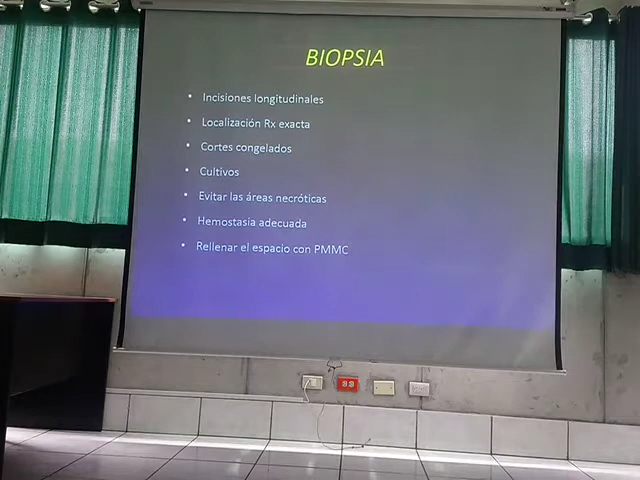 BIOPSIA
• Incisiones longitudinales
• Localización Rx exacta
• Cortes congelados
• Cultivos
• Evitar las áreas necróticas
• Hemostasia adecuada
• Rellenar el espacio con PMMC